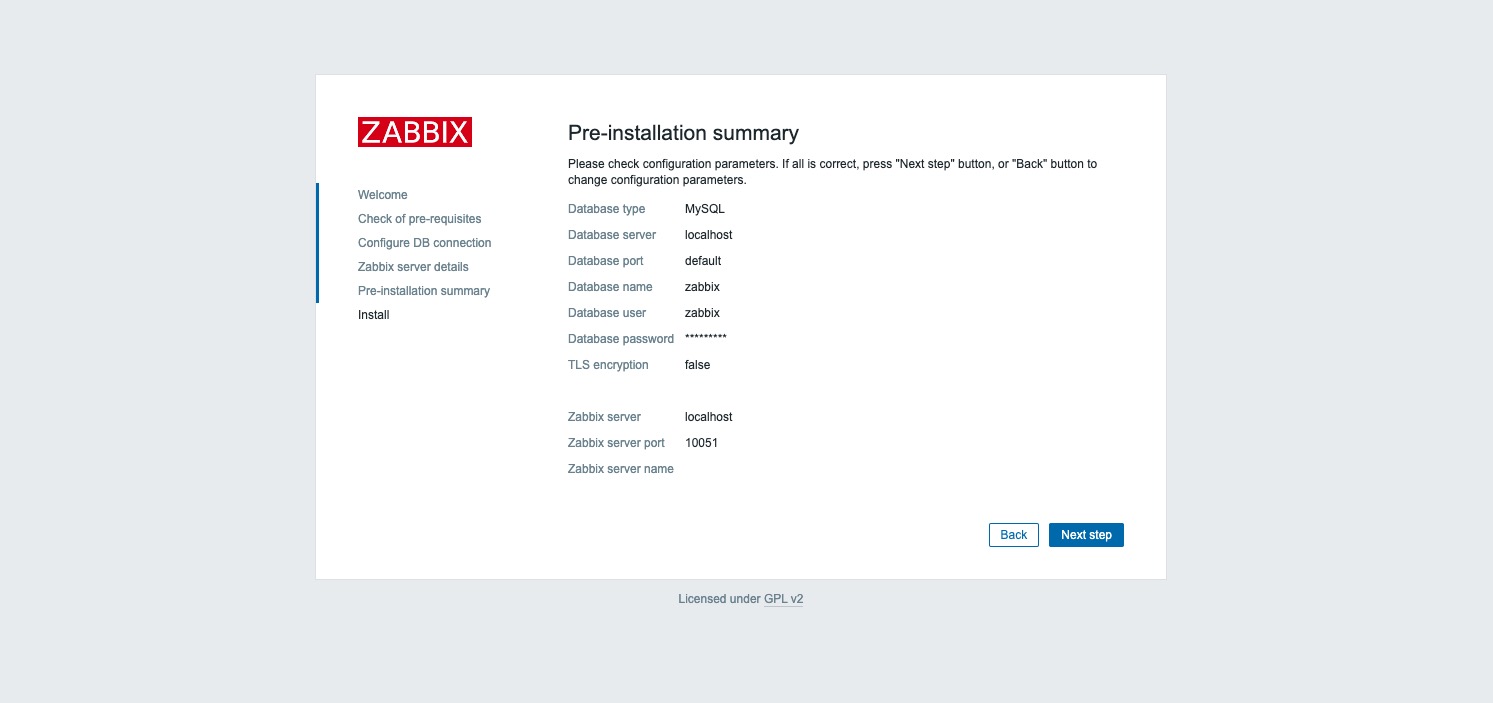 ZABBIX
Welcome
Check of pre-requisites
Configure DB connection
Zabbix server details
Pre-installation summary
Install
Pre-installation summary
Please check configuration parameters. If all is correct, press "Next step" button, or "Back" button to
change configuration parameters.
Database type MySQL
Database server localhost
Database port default
Database name zabbix
Database user zabbix
Database password *********
TLS encryption false
Zabbix server localhost
Zabbix server port 10051
Zabbix server name
Back Next step
Licensed under GPL v2